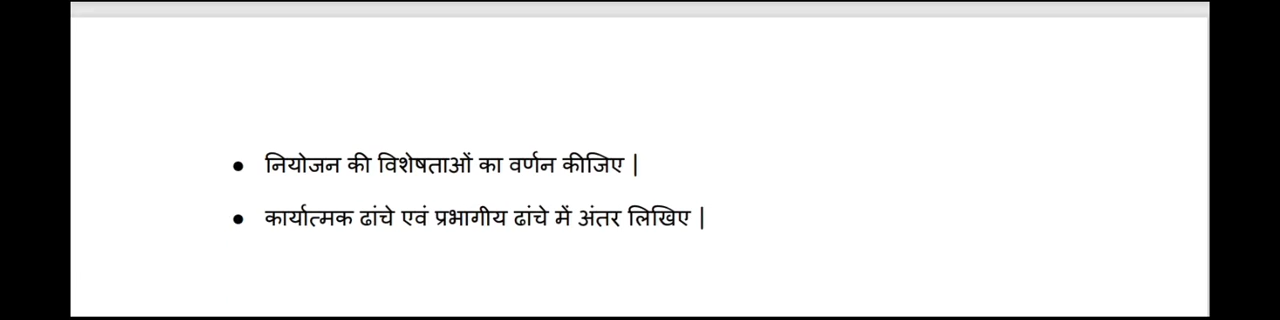 ● नियोजन की विशेषताओं का वर्णन कीजिए |
● कार्यात्मक ढांचे एवं प्रभागीय ढांचे में अंतर लिखिए |